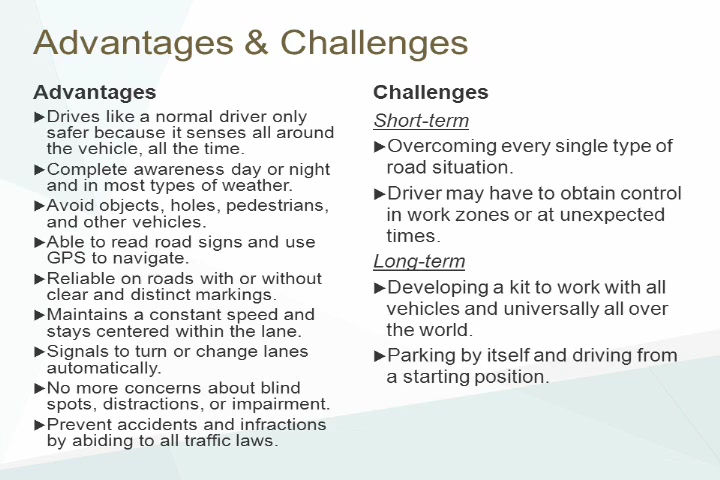 Advantages & Challenges
Advantages
▶Drives like a normal driver only
safer because it senses all around
the vehicle, all the time.
▶Complete awareness day or night
and in most types of weather.
▶Avoid objects, holes, pedestrians,
and other vehicles.
▶Able to read road signs and use
GPS to navigate.
▶Reliable on roads with or without
clear and distinct markings.
▶Maintains a constant speed and
stays centered within the lane.
▶Signals to turn or change lanes
automatically.
▶No more concerns about blind
spots, distractions, or impairment.
▶Prevent accidents and infractions
by abiding to all traffic laws.
Challenges
Short-term
▶Overcoming every single type of
road situation.
▶Driver may have to obtain control
in work zones or at unexpected
times.
Long-term
▶Developing a kit to work with all
vehicles and universally all over
the world.
▶Parking by itself and driving from
a starting position.